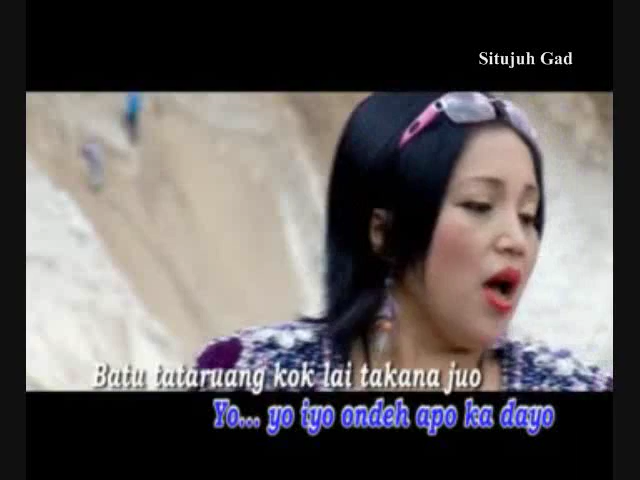 Situjuh Gad
Batu tataruang kok lai takana juo
Yo... yo iyo ondeh apo ka dayo